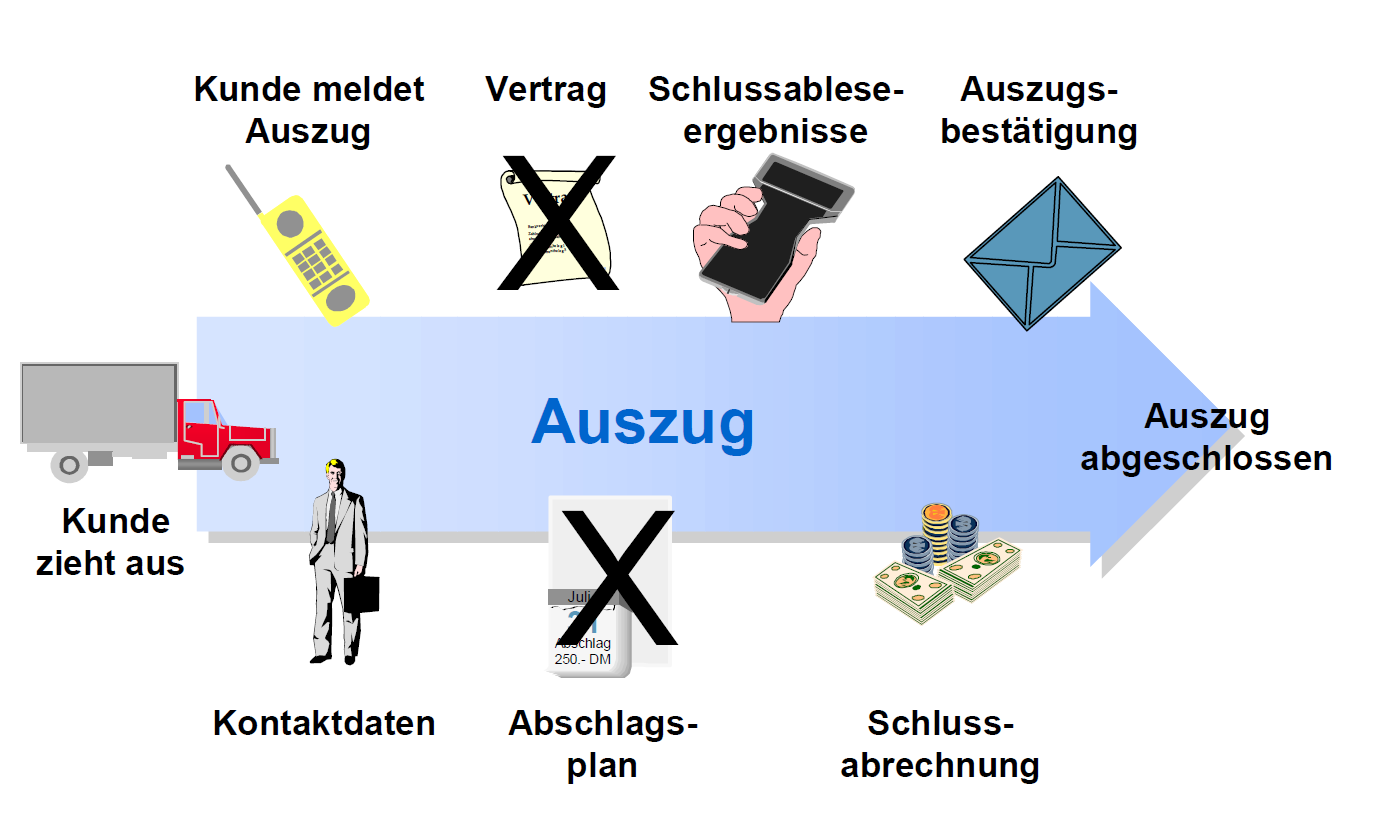 Kunde meldet
Auszug
Vertrag
Schlussablese-
ergebnisse
Auszugs-
bestätigung
Auszug
Auszug
abgeschlossen
Kunde
zieht aus
Juli
Abschlag
250.- DM
Kontaktdaten
Abschlags-
plan
Schluss-
abrechnung